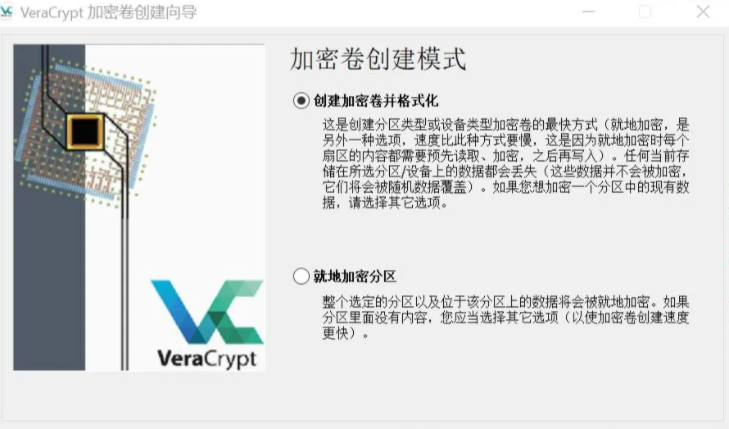 VeraCrypt 加密卷创建向导
加密卷创建模式
创建加密卷并格式化
这是创建分区类型或设备类型加密卷的最快方式（就地加密，是
另外一种选项，速度比此种方式要慢，这是因为就地加密时每个
扇区的内容都需要预先读取、加密，之后再写入）。任何当前存
储在所选分区/设备上的数据都会丢失（这些数据并不会被加密，
它们将会被随机数据覆盖）。如果您想加密一个分区中的现有数
据，请选择其它选项。
就地加密分区
整个选定的分区以及位于该分区上的数据将会被就地加密。如果
分区里面没有内容，您应当选择其它选项（以使加密卷创建速度
更快）。
VeraCrypt